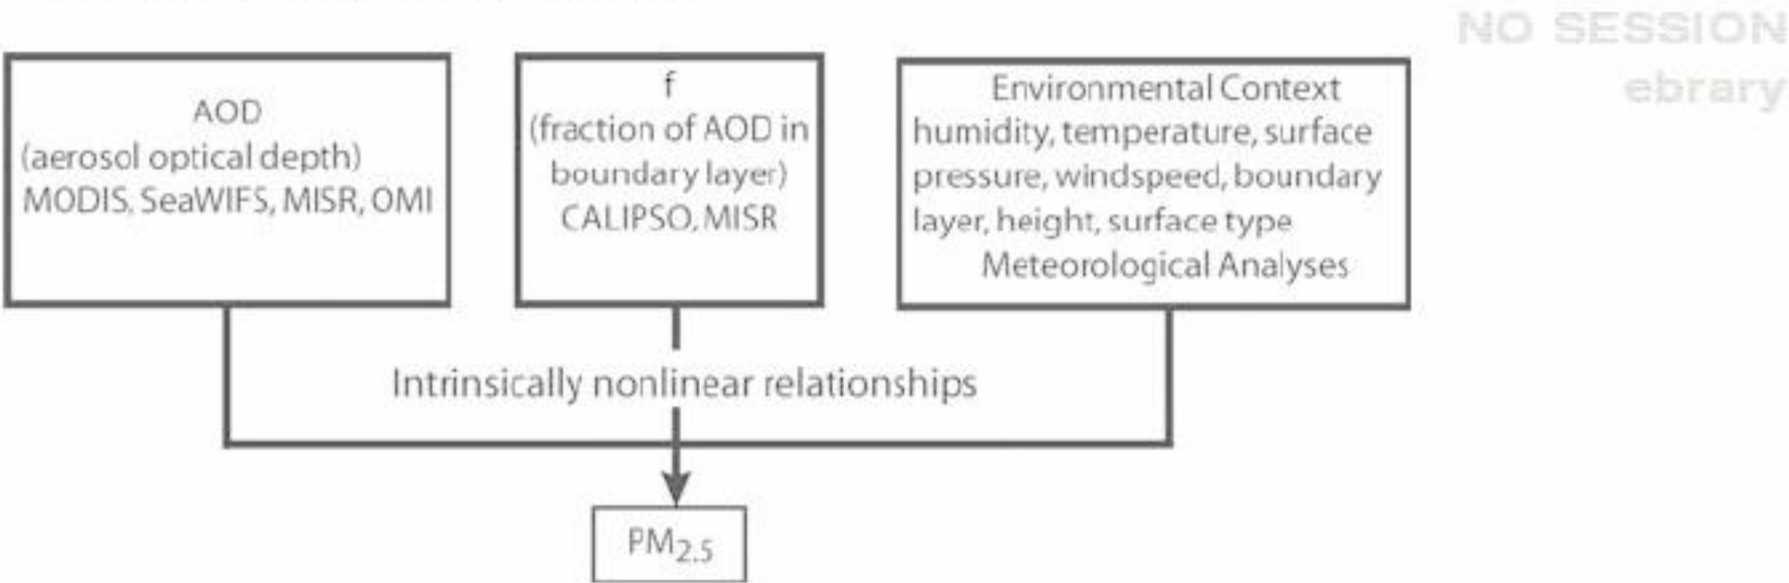 NO SESSION
ebrary
AOD
(aerosol optical depth)
MODIS, SeaWIFS, MISR, OMI
f
(fraction of AOD in
boundary layer)
CALIPSO, MISR
Environmental Context
humidity, temperature, surface
pressure, windspeed, boundary
layer, height, surface type
Meteorological Analyses
Intrinsically nonlinear relationships
PM2.5